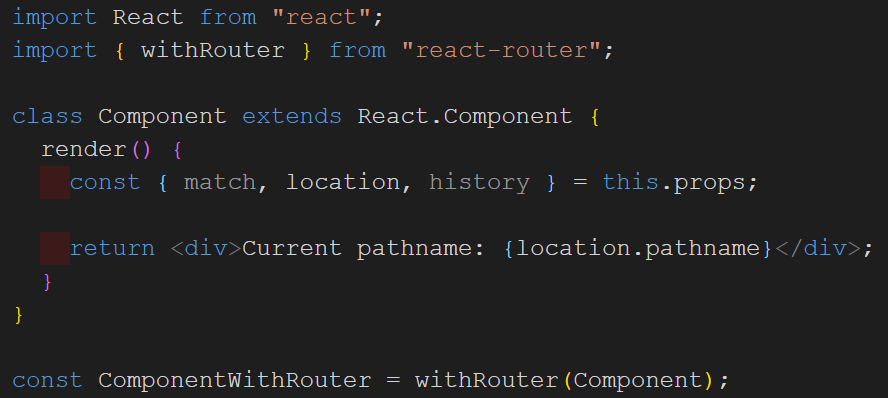 import React from "react";
import { withRouter } from "react-router";
class Component extends React.Component {
render() {
const { match, location, history } = this.props;
return <div>Current pathname: {location.pathname}</div>;
}
}
const ComponentWithRouter = withRouter(Component);